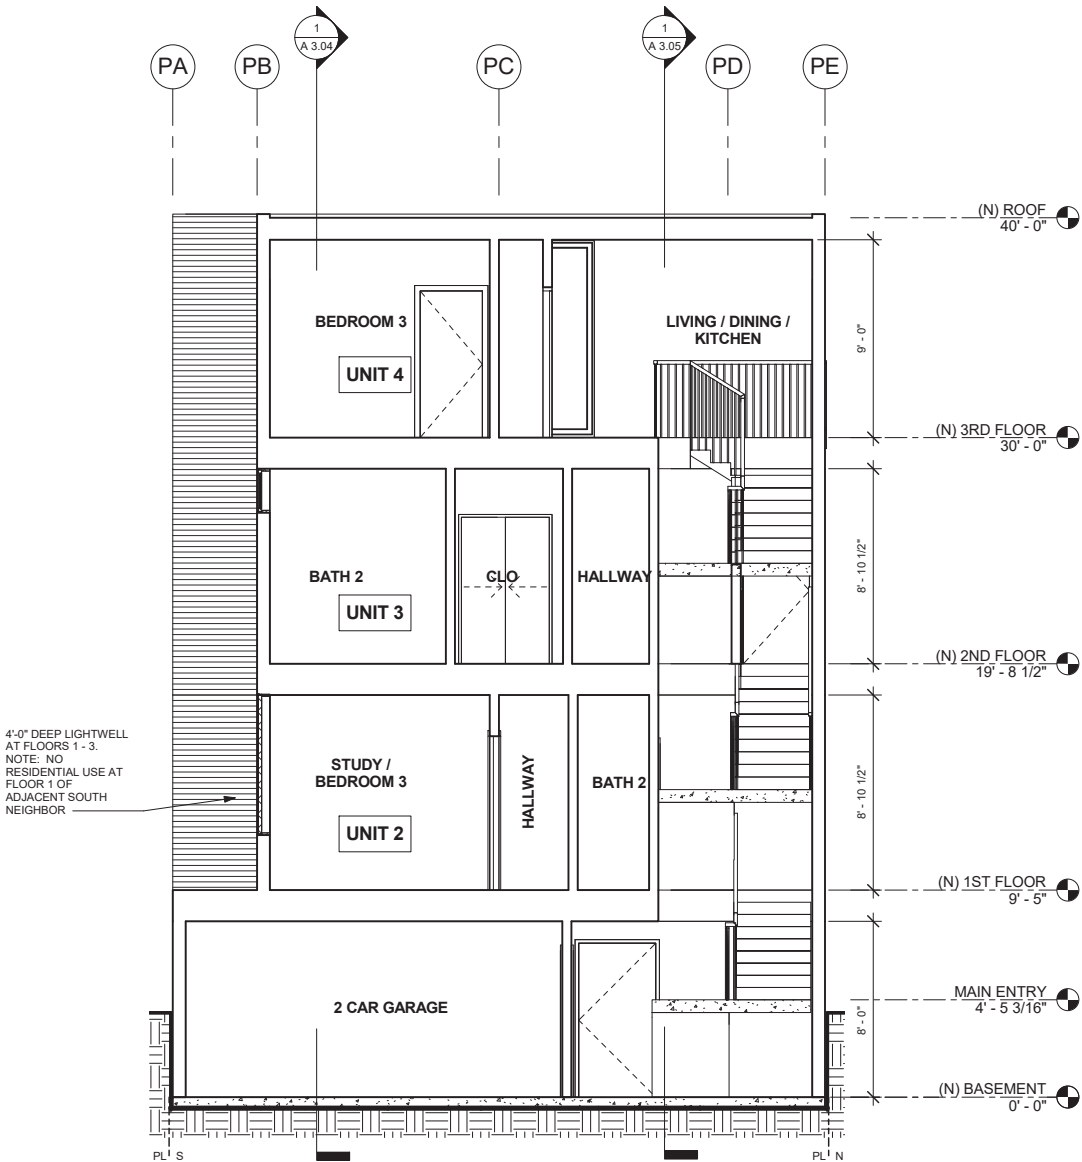 1
A 3.04
1
A 3.05
PA
PB
PC
PD
PE
(N) ROOF
40' - 0"
BEDROOM 3
UNIT 4
LIVING / DINING /
KITCHEN
9' - 0"
(N) 3RD FLOOR
30' - 0"
BATH 2
UNIT 3
CLO
HALLWAY
8' - 10 1/2"
(N) 2ND FLOOR
19' - 8 1/2"
4'-0" DEEP LIGHTWELL
AT FLOORS 1 - 3.
NOTE: NO
RESIDENTIAL USE AT
FLOOR 1 OF
ADJACENT SOUTH
NEIGHBOR
STUDY /
BEDROOM 3
UNIT 2
HALLWAY
BATH 2
8' - 10 1/2"
(N) 1ST FLOOR
9' - 5"
2 CAR GARAGE
8' - 0"
MAIN ENTRY
4' - 5 3/16"
(N) BASEMENT
0' - 0"
PL S
PL N